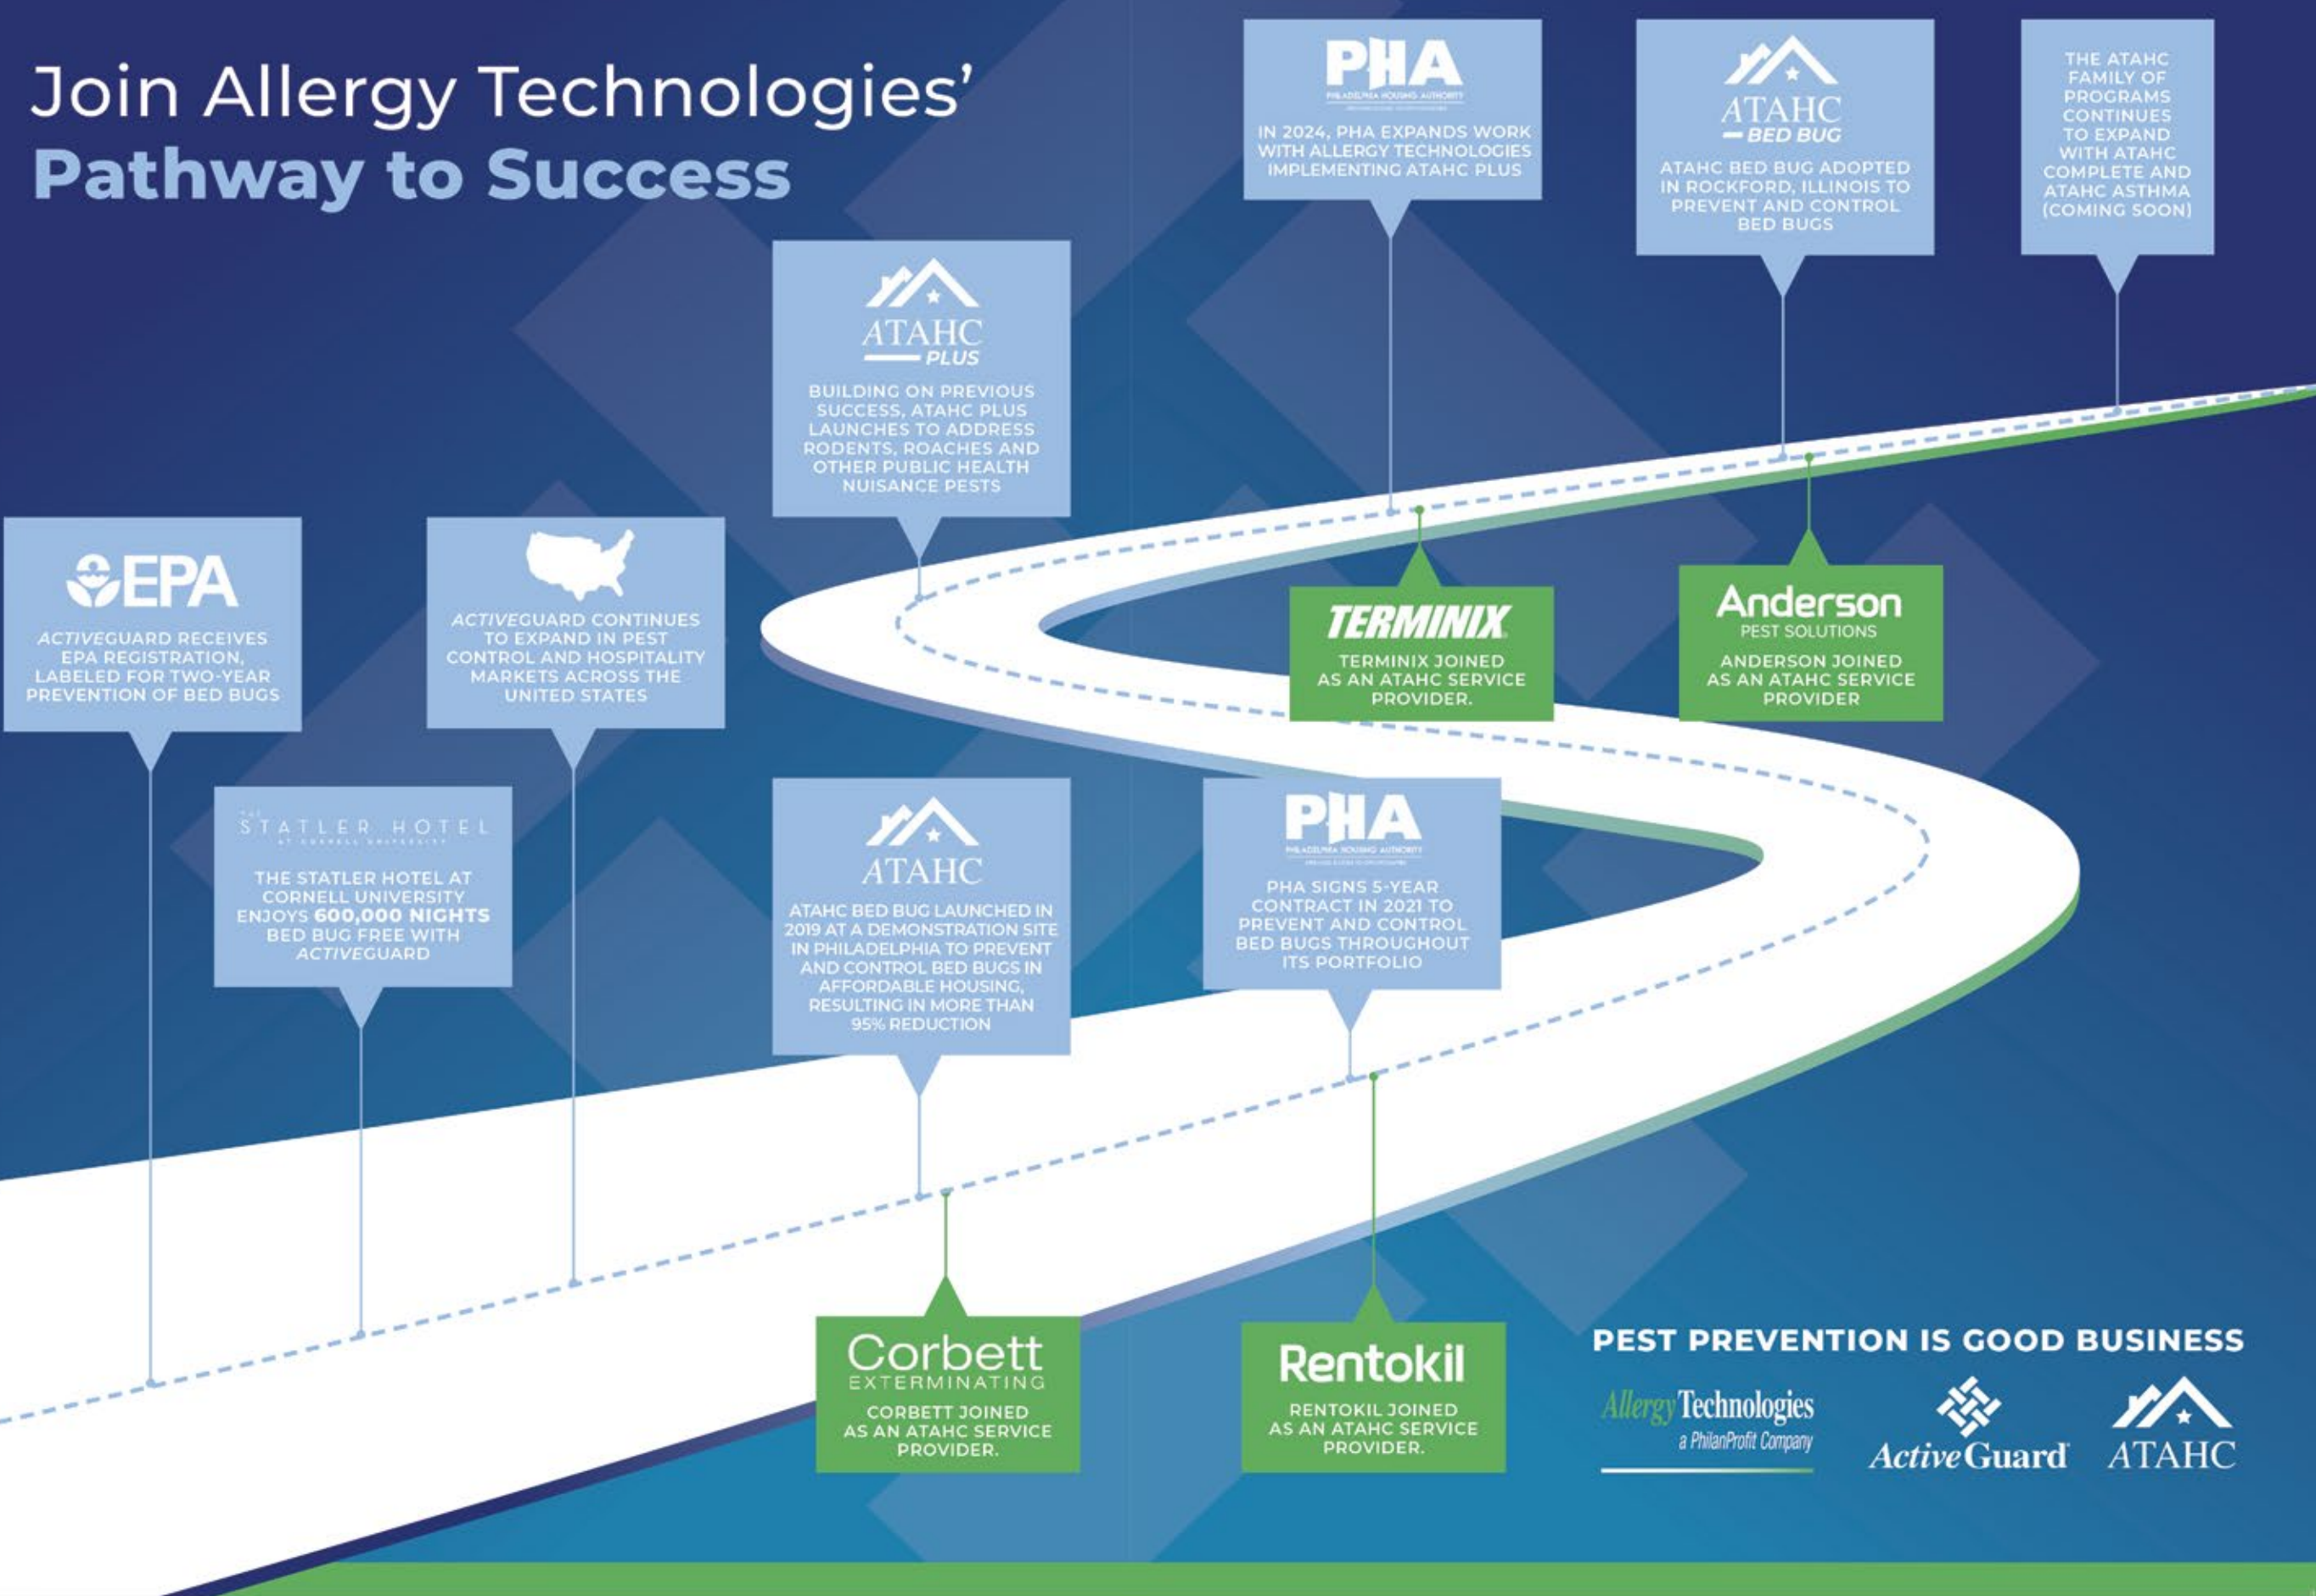 Join Allergy Technologies'
Pathway to Success
EPA
ACTIVEGUARD RECEIVES
EPA REGISTRATION,
LABELED FOR TWO-YEAR
PREVENTION OF BED BUGS
THE
STATLER HOTEL
AT CORNELL UNIVERSITY
THE STATLER HOTEL AT
CORNELL UNIVERSITY
ENJOYS 600,000 NIGHTS
BED BUG FREE WITH
ACTIVEGUARD
ACTIVEGUARD CONTINUES
TO EXPAND IN PEST
CONTROL AND HOSPITALITY
MARKETS ACROSS THE
UNITED STATES
ATAHC
ATAHC BED BUG LAUNCHED IN
2019 AT A DEMONSTRATION SITE
IN PHILADELPHIA TO PREVENT
AND CONTROL BED BUGS IN
AFFORDABLE HOUSING,
RESULTING IN MORE THAN
95% REDUCTION
Corbett
EXTERMINATING
CORBETT JOINED
AS AN ATAHC SERVICE
PROVIDER.
PHA
PHILADELPHIA HOUSING AUTHORITY
PHA SIGNS 5-YEAR
CONTRACT IN 2021 TO
PREVENT AND CONTROL
BED BUGS THROUGHOUT
ITS PORTFOLIO
Rentokil
RENTOKIL JOINED
AS AN ATAHC SERVICE
PROVIDER.
ATAHC
PLUS
BUILDING ON PREVIOUS
SUCCESS, ATAHC PLUS
LAUNCHES TO ADDRESS
RODENTS, ROACHES AND
OTHER PUBLIC HEALTH
NUISANCE PESTS
PHA
PHILADELPHIA HOUSING AUTHORITY
IN 2024, PHA EXPANDS WORK
WITH ALLERGY TECHNOLOGIES
IMPLEMENTING ATAHC PLUS
TERMINIX
TERMINIX JOINED
AS AN ATAHC SERVICE
PROVIDER.
ATAHC
BED BUG
ATAHC BED BUG ADOPTED
IN ROCKFORD, ILLINOIS TO
PREVENT AND CONTROL
BED BUGS
Anderson
PEST SOLUTIONS
ANDERSON JOINED
AS AN ATAHC SERVICE
PROVIDER
THE ATAHC
FAMILY OF
PROGRAMS
CONTINUES
TO EXPAND
WITH ATAHC
COMPLETE AND
ATAHC ASTHMA
(COMING SOON)
PEST PREVENTION IS GOOD BUSINESS
Allergy Technologies
a PhilanProfit Company
ActiveGuard
ATAHC